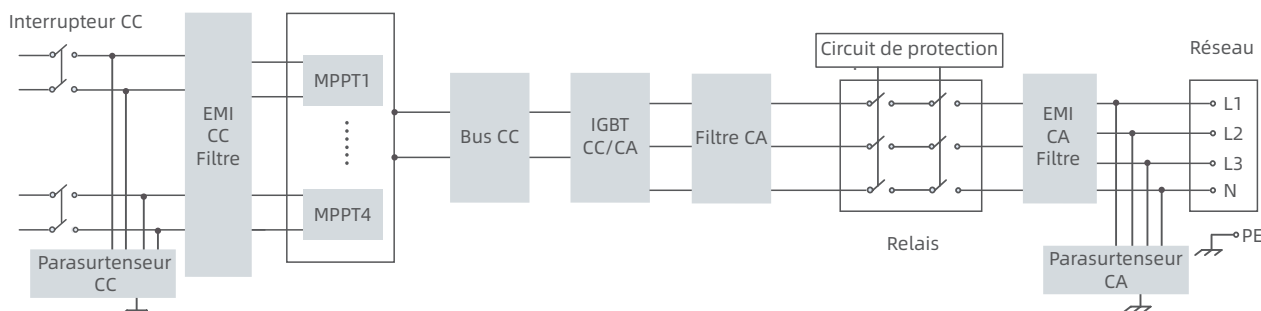 Interrupteur CC
EMI
CC
Filtre
MPPT1
MPPT4
Parasurtenseur
CC
Bus CC
IGBT
CC/CA
Filtre CA
Circuit de protection
Relais
EMI
CA
Filtre
Réseau
L1
L2
L3
N
PE
Parasurtenseur
CA